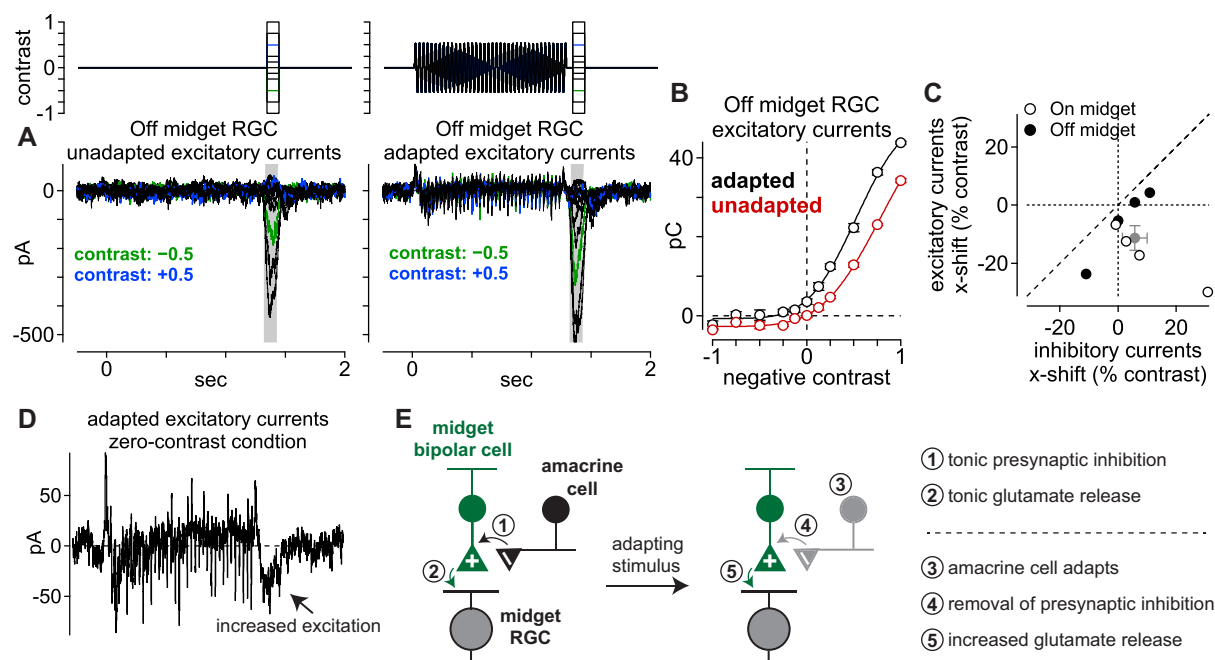 contrast
1
0
-1
A
Off midget RGC
unadapted excitatory currents
Off midget RGC
adapted excitatory currents
pA
0
-500
contrast: −0.5
contrast: +0.5
contrast: −0.5
contrast: +0.5
0
sec
2
0
sec
2
B
Off midget RGC
excitatory currents
adapted
unadapted
pC
40
0
-1
0
1
negative contrast
C
On midget
Off midget
excitatory currents
x-shift (% contrast)
20
0
-20
-20
0
20
inhibitory currents
x-shift (% contrast)
D
adapted excitatory currents
zero-contrast condtion
pA
50
0
-50
increased excitation
E
midget
bipolar cell
amacrine
cell
1
2
midget
RGC
adapting
stimulus
3
4
5
1 tonic presynaptic inhibition
2 tonic glutamate release
3 amacrine cell adapts
4 removal of presynaptic inhibition
5 increased glutamate release